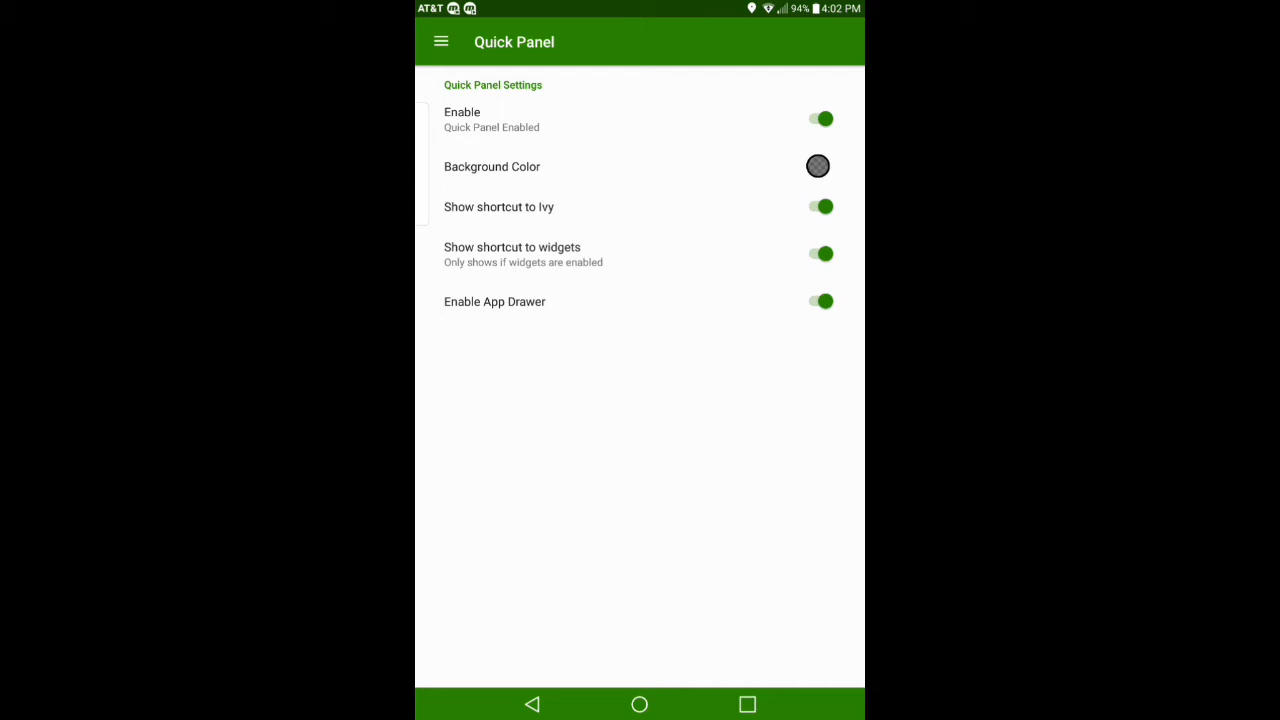 AT&T 94% 4:02 PM
Quick Panel
Quick Panel Settings
Enable
Quick Panel Enabled
Background Color
Show shortcut to Ivy
Show shortcut to widgets
Only shows if widgets are enabled
Enable App Drawer